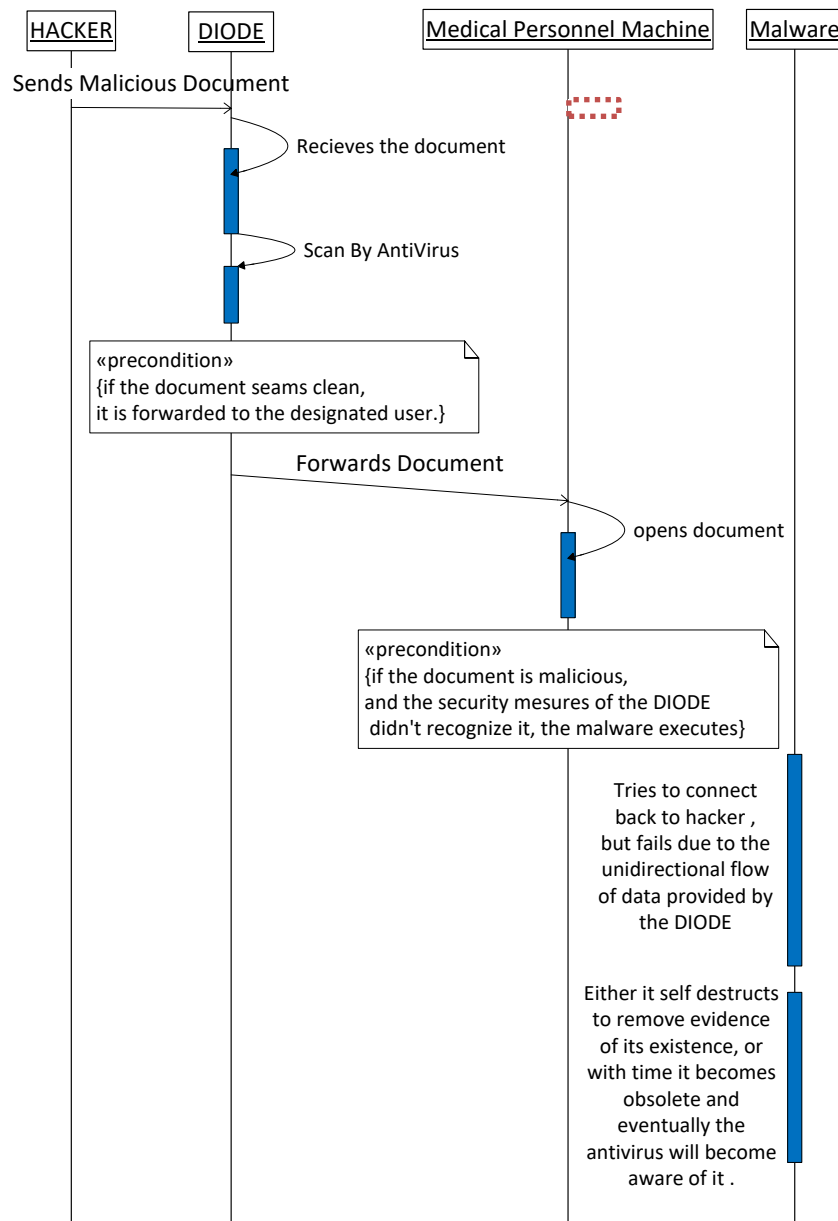 HACKER
DIODE
Medical Personnel Machine
Malware
Sends Malicious Document
Recieves the document
Scan By AntiVirus
«precondition»
{if the document seams clean,
it is forwarded to the designated user.}
Forwards Document
opens document
«precondition»
{if the document is malicious,
and the security mesures of the DIODE
didn't recognize it, the malware executes}
Tries to connect
back to hacker ,
but fails due to the
unidirectional flow
of data provided by
the DIODE
Either it self destructs
to remove evidence
of its existence, or
with time it becomes
obsolete and
eventually the
antivirus will become
aware of it .